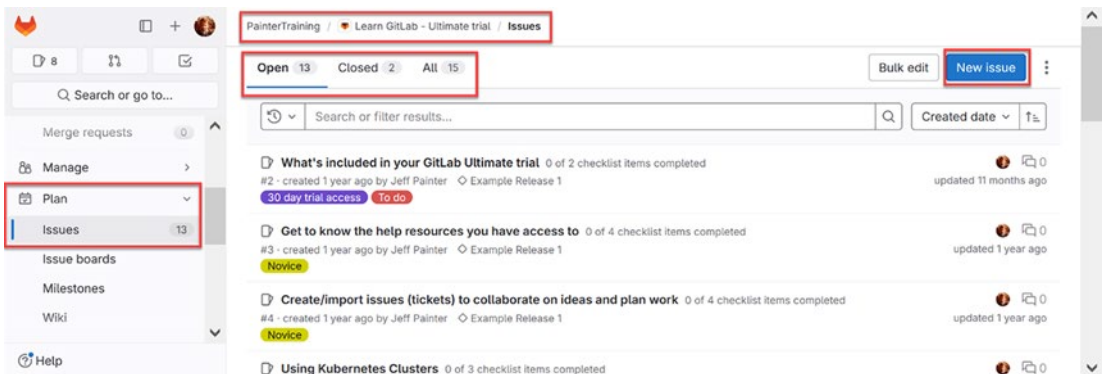 PainterTraining / Learn GitLab - Ultimate trial / Issues
8
Search or go to...
Merge requests 0
Manage
Plan
Issues 13
Issue boards
Milestones
Wiki
Help
Open 13 Closed 2 All 15
Bulk edit New issue
Search or filter results... Created date
What's included in your GitLab Ultimate trial 0 of 2 checklist items completed 0
#2 · created 1 year ago by Jeff Painter Example Release 1 updated 11 months ago
30 day trial access To do
Get to know the help resources you have access to 0 of 4 checklist items completed 0
#3 · created 1 year ago by Jeff Painter Example Release 1 updated 1 year ago
Novice
Create/import issues (tickets) to collaborate on ideas and plan work 0 of 4 checklist items completed 0
#4 · created 1 year ago by Jeff Painter Example Release 1 updated 1 year ago
Novice
Using Kubernetes Clusters 0 of 3 checklist items completed 0